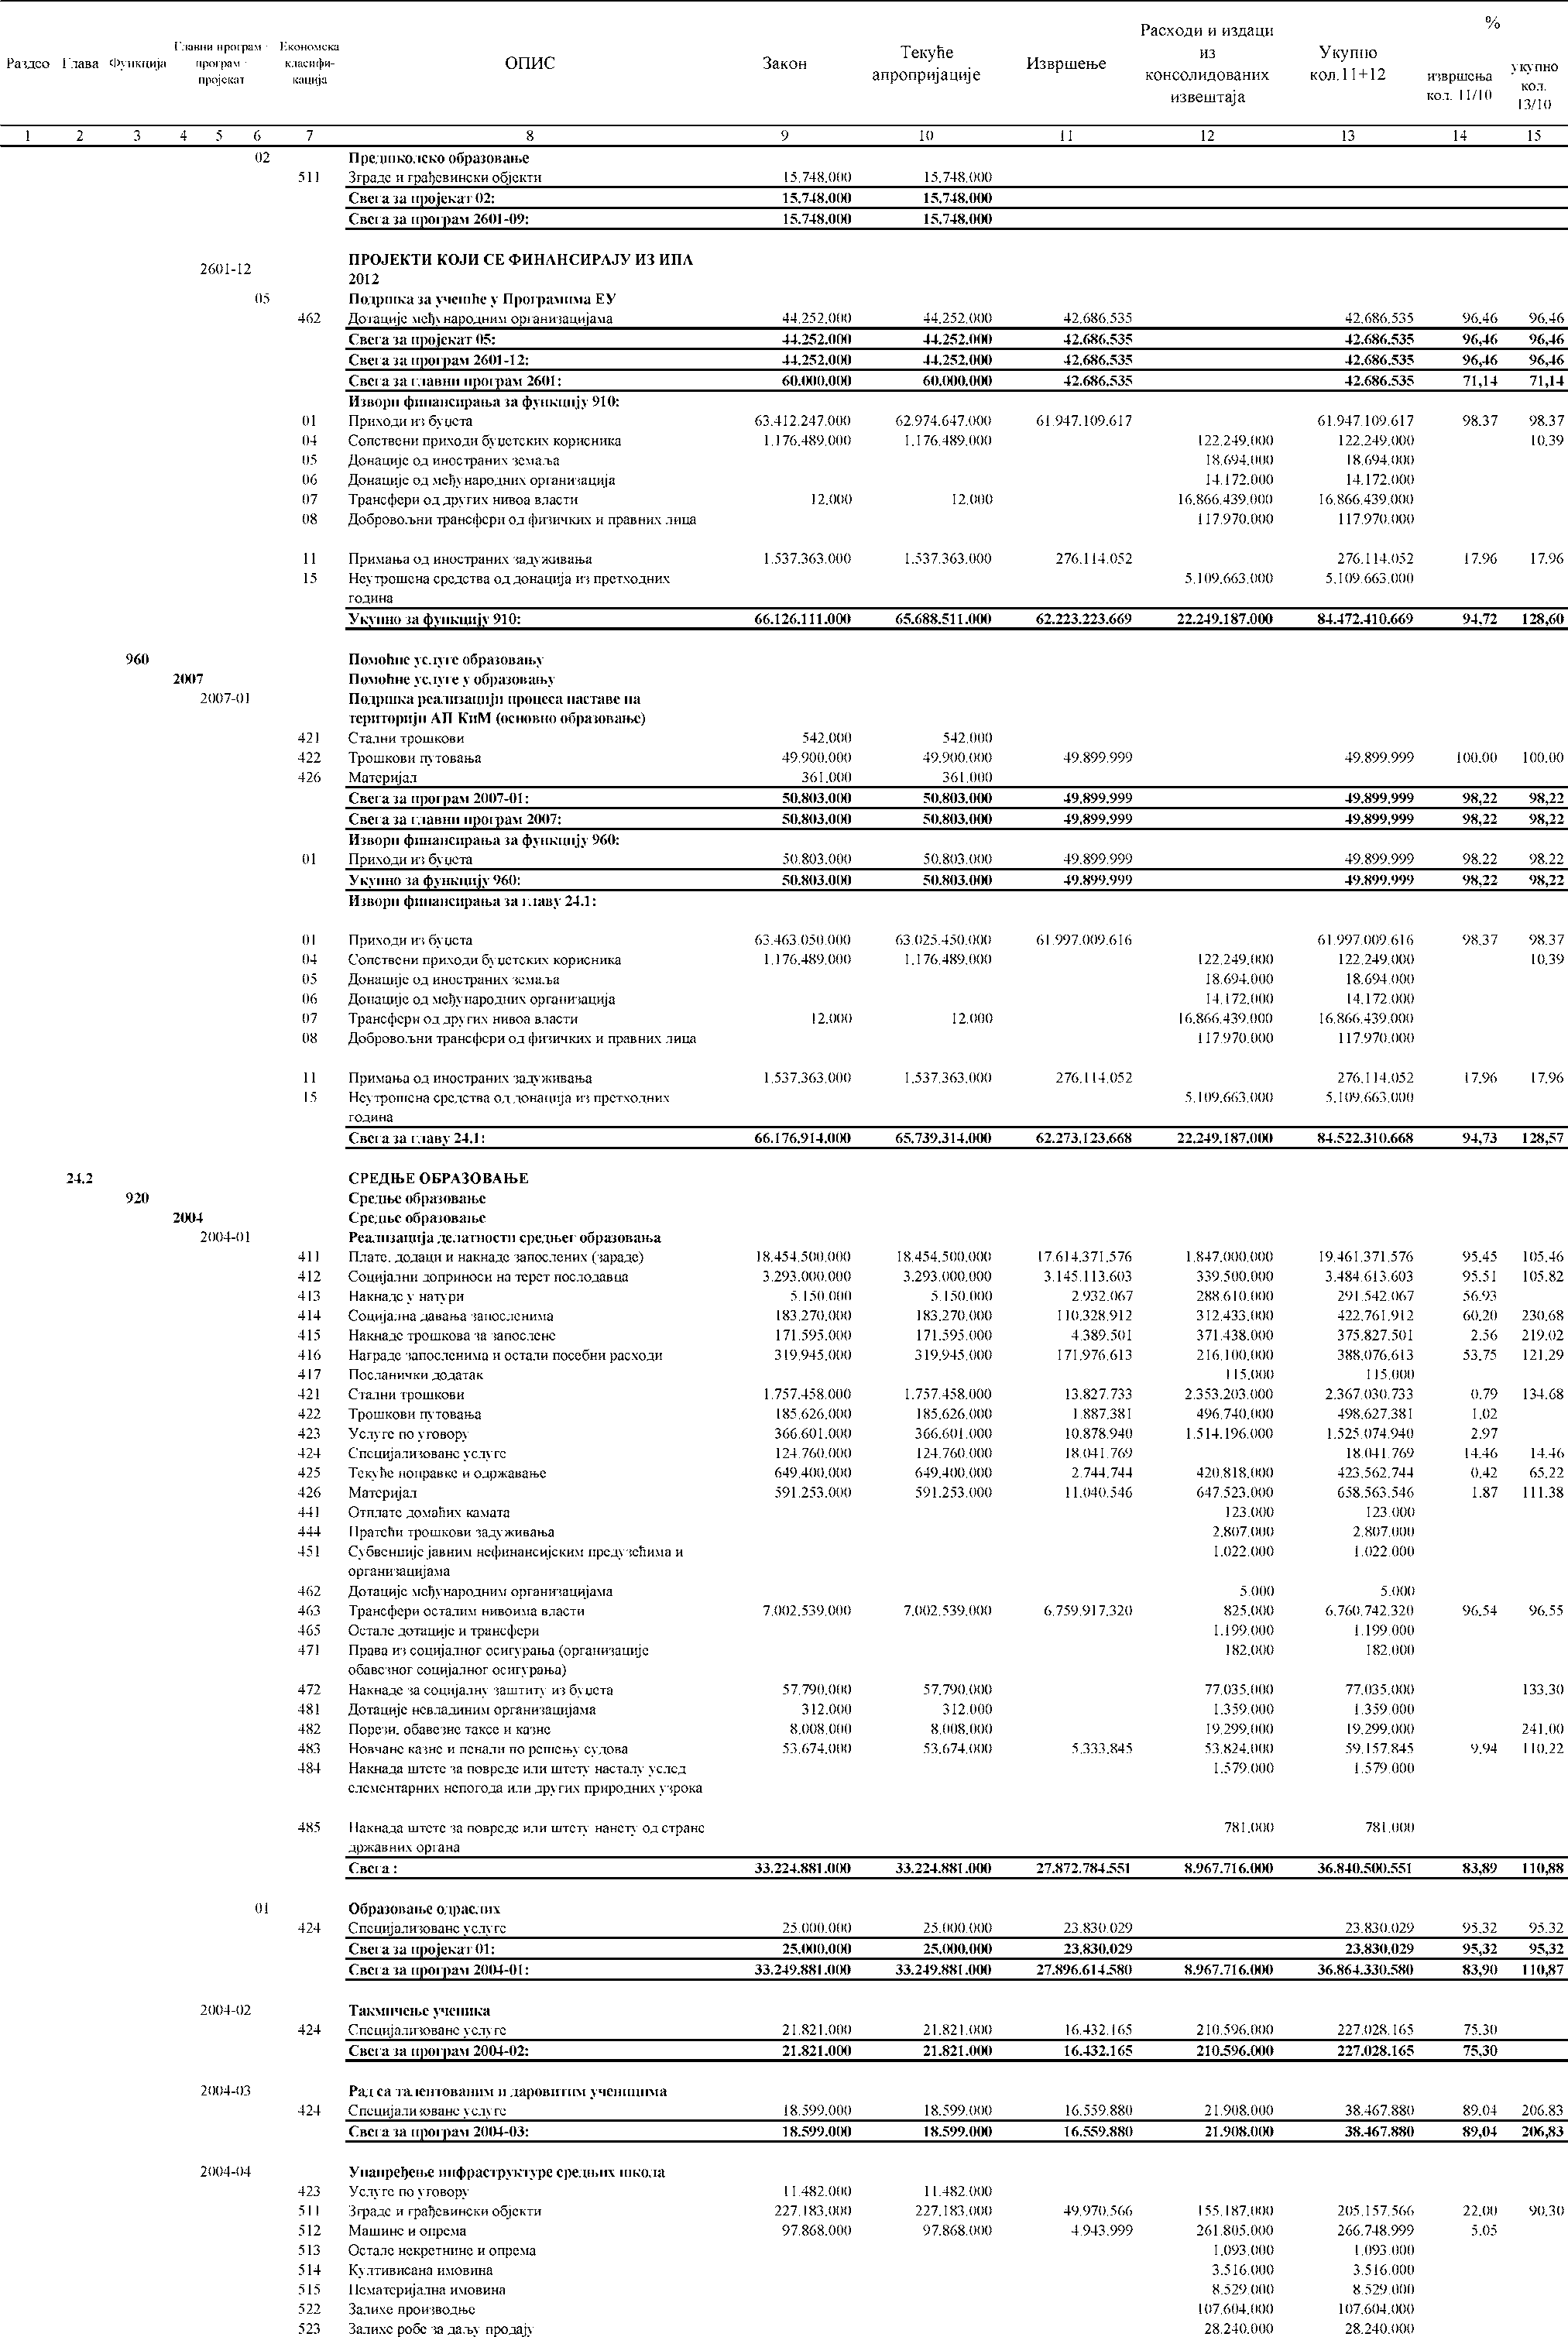 Раздео Глава Функција Главни програм - програм - пројекат Економска класифи-кација ОПИС Закон Текуће апропријације Извршење Расходи и издаци из консолидованих извештаја Укупно кол.11+12 % извршења кол. 11/10 укупно кол. 13/10
1 2 3 4 5 6 7 8 9 10 11 12 13 14 15
02 Предшколско образовање
511 Зграде и грађевински објекти 15.748.000 15.748.000
Свега за пројекат 02: 15.748.000 15.748.000
Свега за програм 2601-09: 15.748.000 15.748.000
2601-12 ПРОЈЕКТИ КОЈИ СЕ ФИНАНСИРАЈУ ИЗ ИПА
2012
05 Подршка за учешће у Програмима ЕУ
462 Дотације међународним организацијама 44.252.000 44.252.000 42.686.535 42.686.535 96,46 96,46
Свега за пројекат 05: 44.252.000 44.252.000 42.686.535 42.686.535 96,46 96,46
Свега за програм 2601-12: 44.252.000 44.252.000 42.686.535 42.686.535 96,46 96,46
Свега за главни програм 2601: 60.000.000 60.000.000 42.686.535 42.686.535 71,14 71,14
Извори финансирања за функцију 910:
01 Приходи из буџета 63.412.247.000 62.974.647.000 61.947.109.617 61.947.109.617 98,37 98,37
04 Сопствени приходи буџетских корисника 1.176.489.000 1.176.489.000 122.249.000 122.249.000 10,39
05 Донације од иностраних земаља 18.694.000 18.694.000
06 Донације од међународних организација 14.172.000 14.172.000
07 Трансфери од других нивоа власти 12.000 12.000 16.866.439.000 16.866.439.000
08 Добровољни трансфери од физичких и правних лица 117.970.000 117.970.000
11 Примања од иностраних задуживања 1.537.363.000 1.537.363.000 276.114.052 276.114.052 17,96 17,96
15 Неутрошена средства од донација из претходних 5.109.663.000 5.109.663.000
година
Укупно за функцију 910: 66.126.111.000 65.688.511.000 62.223.223.669 22.249.187.000 84.472.410.669 94,72 128,60
960 Помоћне услуге образовању
2007 Помоћне услуге у образовању
2007-01 Подршка реализацији процеса наставе на
територији АП КиМ (основно образовање)
421 Стални трошкови 542.000 542.000
422 Трошкови путовања 49.900.000 49.900.000 49.899.999 49.899.999 100,00 100,00
426 Материјал 361.000 361.000
Свега за програм 2007-01: 50.803.000 50.803.000 49.899.999 49.899.999 98,22 98,22
Свега за главни програм 2007: 50.803.000 50.803.000 49.899.999 49.899.999 98,22 98,22
Извори финансирања за функцију 960:
01 Приходи из буџета 50.803.000 50.803.000 49.899.999 49.899.999 98,22 98,22
Укупно за функцију 960: 50.803.000 50.803.000 49.899.999 49.899.999 98,22 98,22
Извори финансирања за главу 24.1:
01 Приходи из буџета 63.463.050.000 63.025.450.000 61.997.009.616 61.997.009.616 98,37 98,37
04 Сопствени приходи буџетских корисника 1.176.489.000 1.176.489.000 122.249.000 122.249.000 10,39
05 Донације од иностраних земаља 18.694.000 18.694.000
06 Донације од међународних организација 14.172.000 14.172.000
07 Трансфери од других нивоа власти 12.000 12.000 16.866.439.000 16.866.439.000
08 Добровољни трансфери од физичких и правних лица 117.970.000 117.970.000
11 Примања од иностраних задуживања 1.537.363.000 1.537.363.000 276.114.052 276.114.052 17,96 17,96
15 Неутрошена средства од донација из претходних 5.109.663.000 5.109.663.000
година
Свега за главу 24.1: 66.176.914.000 65.739.314.000 62.273.123.668 22.249.187.000 84.522.310.668 94,73 128,57
24.2 СРЕДЊЕ ОБРАЗОВАЊЕ
920 Средње образовање
2004 Средње образовање
2004-01 Реализација делатности средњег образовања
411 Плате, додаци и накнаде запослених (зараде) 18.454.500.000 18.454.500.000 17.614.371.576 1.847.000.000 19.461.371.576 95,45 105,46
412 Социјални доприноси на терет послодавца 3.293.000.000 3.293.000.000 3.145.113.603 339.500.000 3.484.613.603 95,51 105,82
413 Накнаде у натури 5.150.000 5.150.000 2.932.067 288.610.000 291.542.067 56,93
414 Социјална давања запосленима 183.270.000 183.270.000 110.328.912 312.433.000 422.761.912 60,20 230,68
415 Накнаде трошкова за запослене 171.595.000 171.595.000 4.389.501 371.438.000 375.827.501 2,56 219,02
416 Награде запосленима и остали посебни расходи 319.945.000 319.945.000 171.976.613 216.100.000 388.076.613 53,75 121,29
417 Посланички додатак 115.000 115.000
421 Стални трошкови 1.757.458.000 1.757.458.000 13.827.733 2.353.203.000 2.367.030.733 0,79 134,68
422 Трошкови путовања 185.626.000 185.626.000 1.887.381 496.740.000 498.627.381 1,02
423 Услуге по уговору 366.601.000 366.601.000 10.878.940 1.514.196.000 1.525.074.940 2,97
424 Специјализоване услуге 124.760.000 124.760.000 18.041.769 18.041.769 14,46 14,46
425 Текуће поправке и одржавање 649.400.000 649.400.000 2.744.744 420.818.000 423.562.744 0,42 65,22
426 Материјал 591.253.000 591.253.000 11.040.546 647.523.000 658.563.546 1,87 111,38
441 Отплате домаћих камата 123.000 123.000
444 Пратећи трошкови задуживања 2.807.000 2.807.000
451 Субвенције јавним нефинансијским предузећима и 1.022.000 1.022.000
организацијама
462 Дотације међународним организацијама 5.000 5.000
463 Трансфери осталим нивоима власти 7.002.539.000 7.002.539.000 6.759.917.320 825.000 6.760.742.320 96,54 96,55
465 Остале дотације и трансфери 1.199.000 1.199.000
471 Права из социјалног осигурања (организације 182.000 182.000
обавезног социјалног осигурања)
472 Накнаде за социјалну заштиту из буџета 57.790.000 57.790.000 77.035.000 77.035.000 133,30
481 Дотације невладиним организацијама 312.000 312.000 1.359.000 1.359.000
482 Порези, обавезне таксе и казне 8.008.000 8.008.000 19.299.000 19.299.000 241,00
483 Новчане казне и пенали по решењу судова 53.674.000 53.674.000 5.333.845 53.824.000 59.157.845 9,94 110,22
484 Накнада штете за повреде или штету насталу услед 1.579.000 1.579.000
елементарних непогода или других природних узрока
485 Накнада штете за повреде или штету нанету од стране 781.000 781.000
државних органа
Свега : 33.224.881.000 33.224.881.000 27.872.784.551 8.967.716.000 36.840.500.551 83,89 110,88
01 Образовање одраслих
424 Специјализоване услуге 25.000.000 25.000.000 23.830.029 23.830.029 95,32 95,32
Свега за пројекат 01: 25.000.000 25.000.000 23.830.029 23.830.029 95,32 95,32
Свега за програм 2004-01: 33.249.881.000 33.249.881.000 27.896.614.580 8.967.716.000 36.864.330.580 83,90 110,87
2004-02 Такмичење ученика
424 Специјализоване услуге 21.821.000 21.821.000 16.432.165 210.596.000 227.028.165 75,30
Свега за програм 2004-02: 21.821.000 21.821.000 16.432.165 210.596.000 227.028.165 75,30
2004-03 Рад са талентованим и даровитим ученицима
424 Специјализоване услуге 18.599.000 18.599.000 16.559.880 21.908.000 38.467.880 89,04 206,83
Свега за програм 2004-03: 18.599.000 18.599.000 16.559.880 21.908.000 38.467.880 89,04 206,83
2004-04 Унапређење инфраструктуре средњих школа
423 Услуге по уговору 11.482.000 11.482.000
511 Зграде и грађевински објекти 227.183.000 227.183.000 49.970.566 155.187.000 205.157.566 22,00 90,30
512 Машине и опрема 97.868.000 97.868.000 4.943.999 261.805.000 266.748.999 5,05
513 Остале некретнине и опрема 1.093.000 1.093.000
514 Култивисана имовина 3.516.000 3.516.000
515 Нематеријална имовина 8.529.000 8.529.000
522 Залихе производње 107.604.000 107.604.000
523 Залихе робе за даљу продају 28.240.000 28.240.000